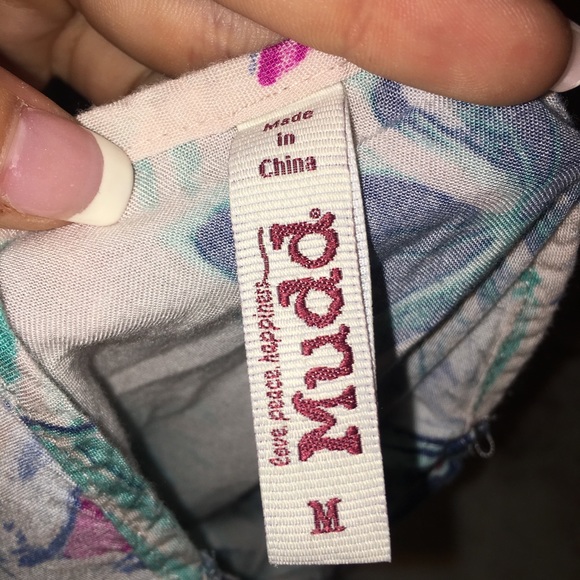 Made
in
China
Mudd®
love. peace. happiness.
M